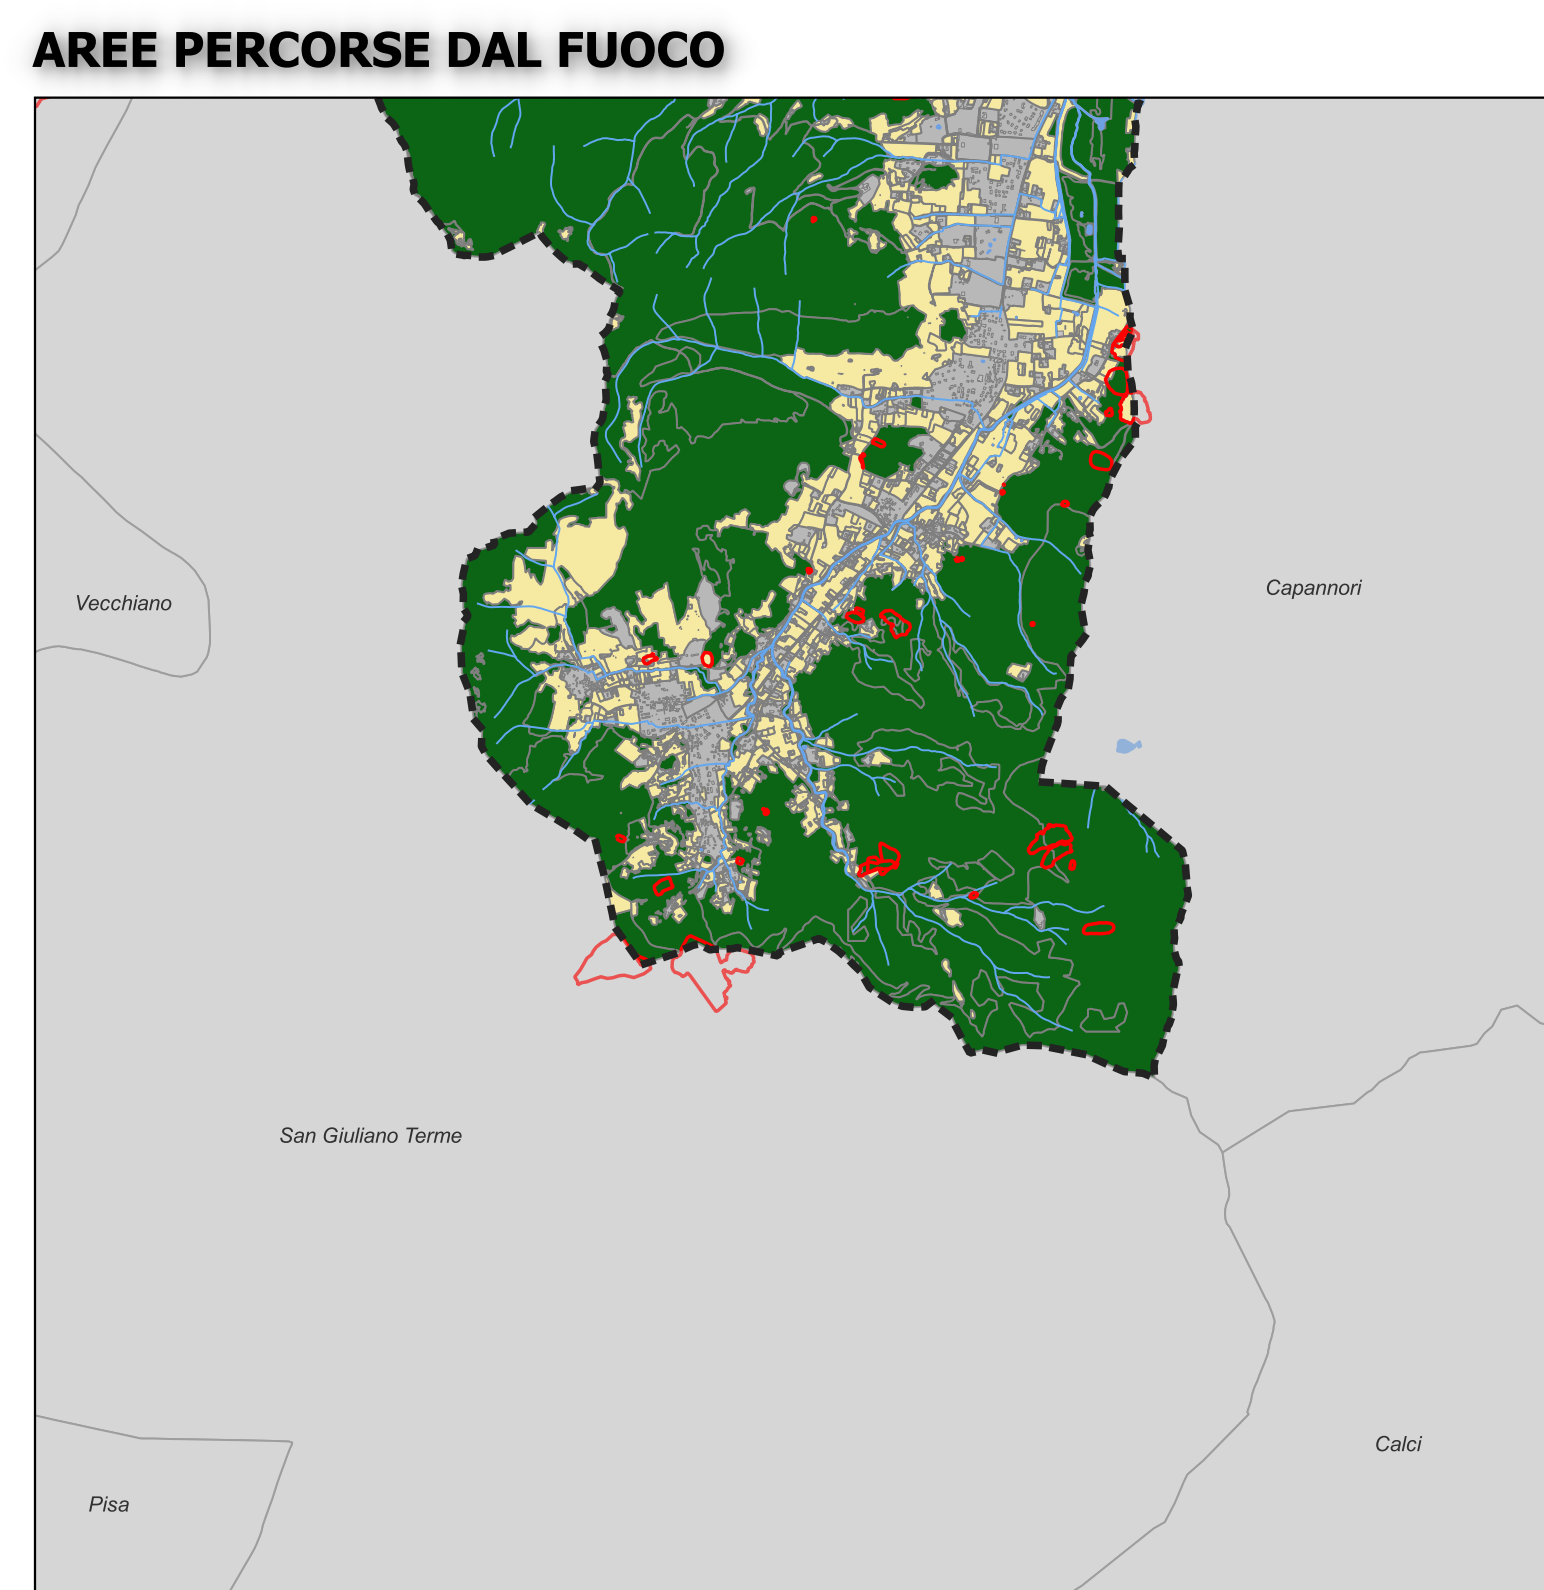 AREE PERCORSE DAL FUOCO
Capannori
Vecchiano
San Giuliano Terme
Calci
Pisa